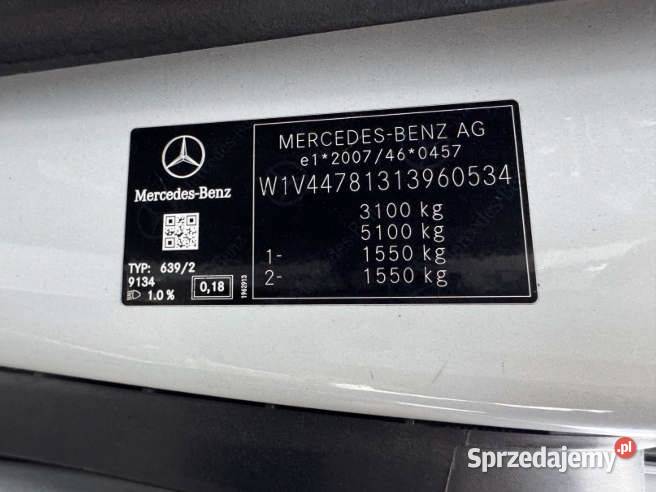 MERCEDES-BENZ AG
e1*2007/46*0457
W1V44781313960534
3100 kg
5100 kg
1- 1550 kg
2- 1550 kg
Mercedes-Benz
TYP: 639/2
9134
1.0 %
0,18
1962913
Sprzedajemy.pl